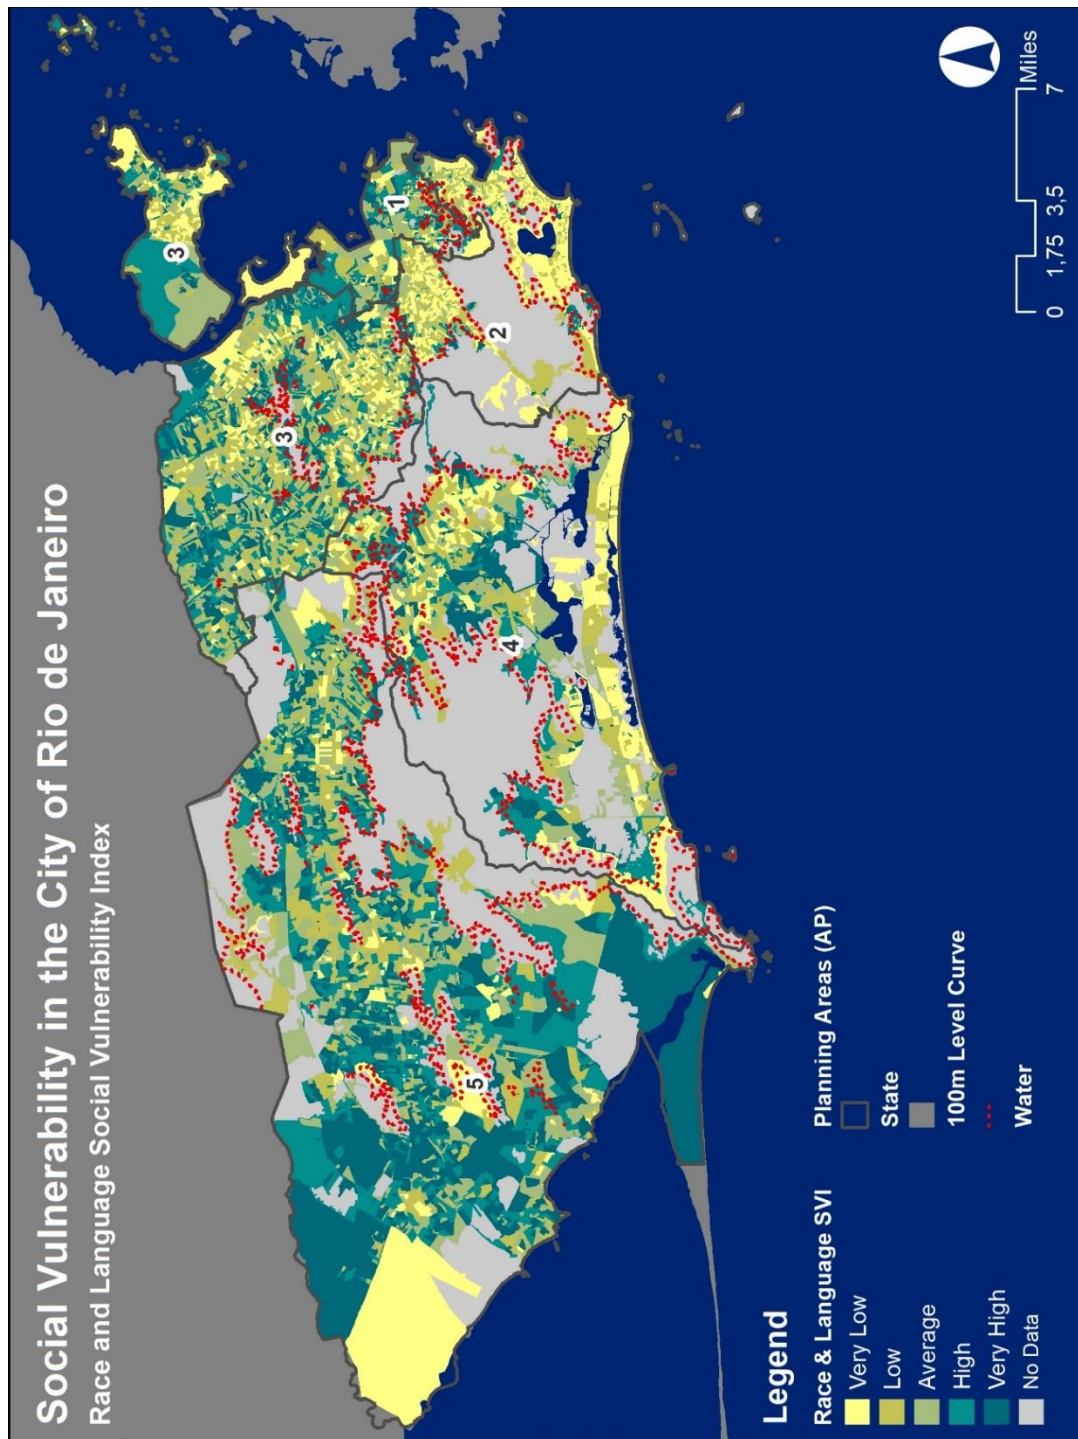 Social Vulnerability in the City of Rio de Janeiro
Race and Language Social Vulnerability Index
3
3
1
2
4
5
Legend
Race & Language SVI
Very Low
Low
Average
High
Very High
No Data
Planning Areas (AP)
State
100m Level Curve
Water
0 1,75 3,5 7
Miles